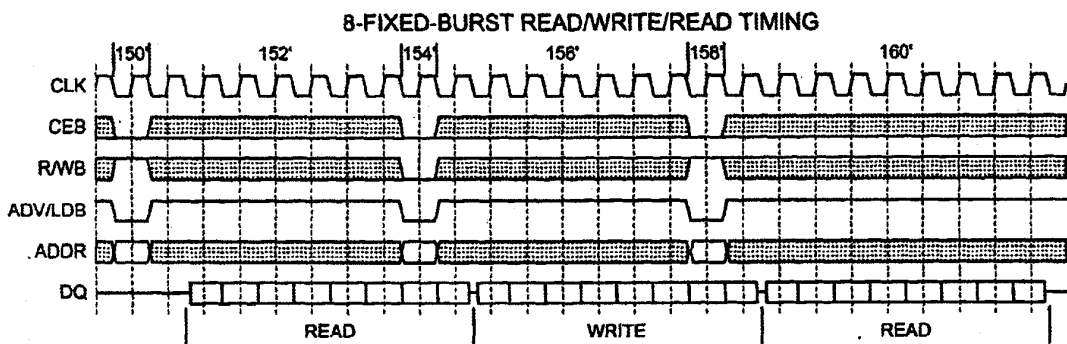 8-FIXED-BURST READ/WRITE/READ TIMING
150' 152' 154' 156' 158' 160'
CLK
CEB
R/WB
ADV/LDB
ADDR
DQ
READ WRITE READ